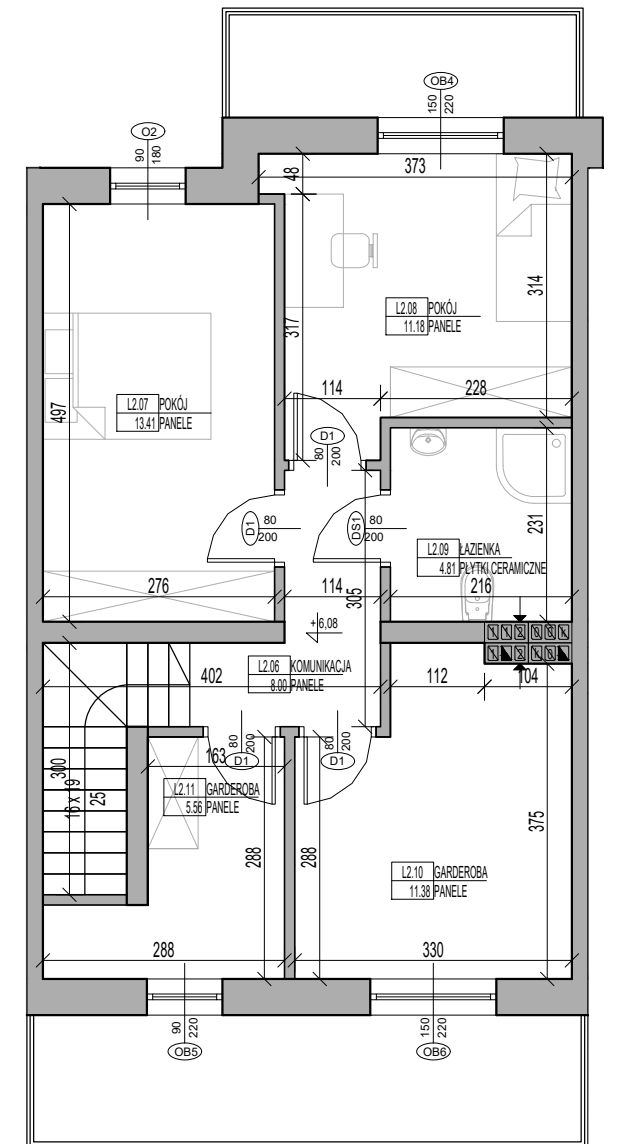 OB4
150
220
O2
90
180
373
48
314
317
L2.08 POKÓJ
11.18 PANELE
497
L2.07 POKÓJ
13.41 PANELE
114
228
D1
80
200
D1
80
200
DS1
80
200
231
L2.09 ŁAZIENKA
4.81 PŁYTKI CERAMICZNE
276
114
305
216
+6,08
L2.06 KOMUNIKACJA
8.00 PANELE
402
112
104
80
200
D1
80
200
D1
163
300
16 x 19
25
L2.11 GARDEROBA
5.56 PANELE
288
288
375
L2.10 GARDEROBA
11.38 PANELE
288
330
90
220
OB5
150
220
OB6